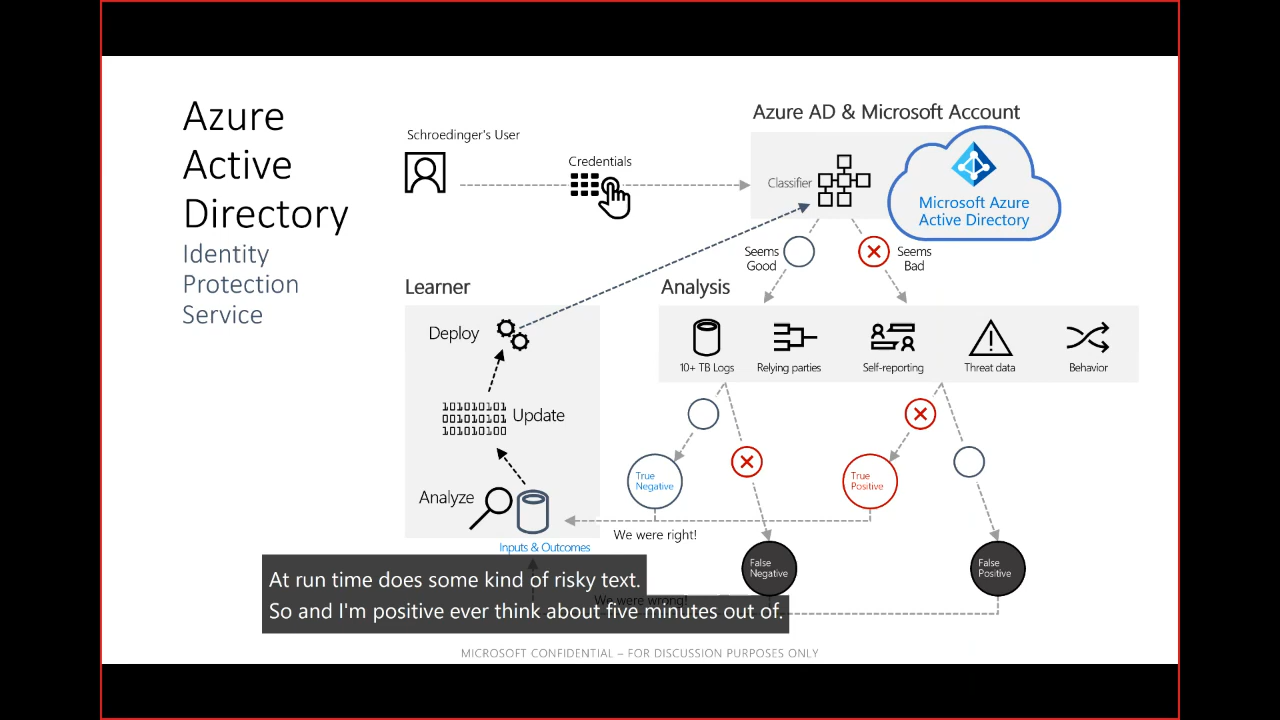 Azure
Active
Directory
Identity
Protection
Service
Schroedinger's User
Credentials
Azure AD & Microsoft Account
Classifier
Microsoft Azure
Active Directory
Seems
Good
Seems
Bad
Learner
Deploy
101010101
001010101
101010100
Update
Analyze
Inputs & Outcomes
Analysis
10+ TB Logs
Relying parties
Self-reporting
Threat data
Behavior
True
Negative
True
Positive
We were right!
False
Negative
False
Positive
We were wrong!
At run time does some kind of risky text.
So and I'm positive ever think about five minutes out of.
MICROSOFT CONFIDENTIAL – FOR DISCUSSION PURPOSES ONLY